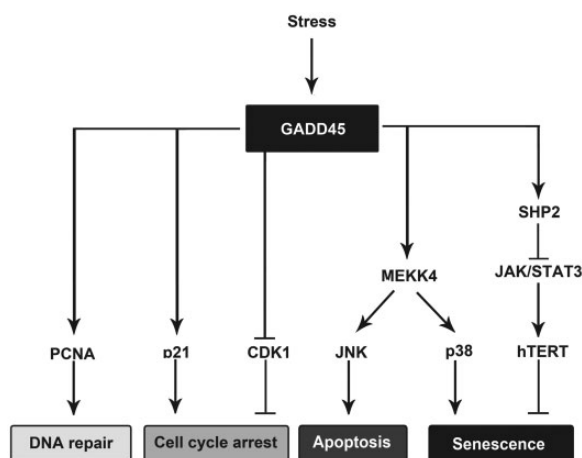 Stress
GADD45
SHP2
MEKK4
JAK/STAT3
PCNA
p21
CDK1
JNK
p38
hTERT
DNA repair
Cell cycle arrest
Apoptosis
Senescence